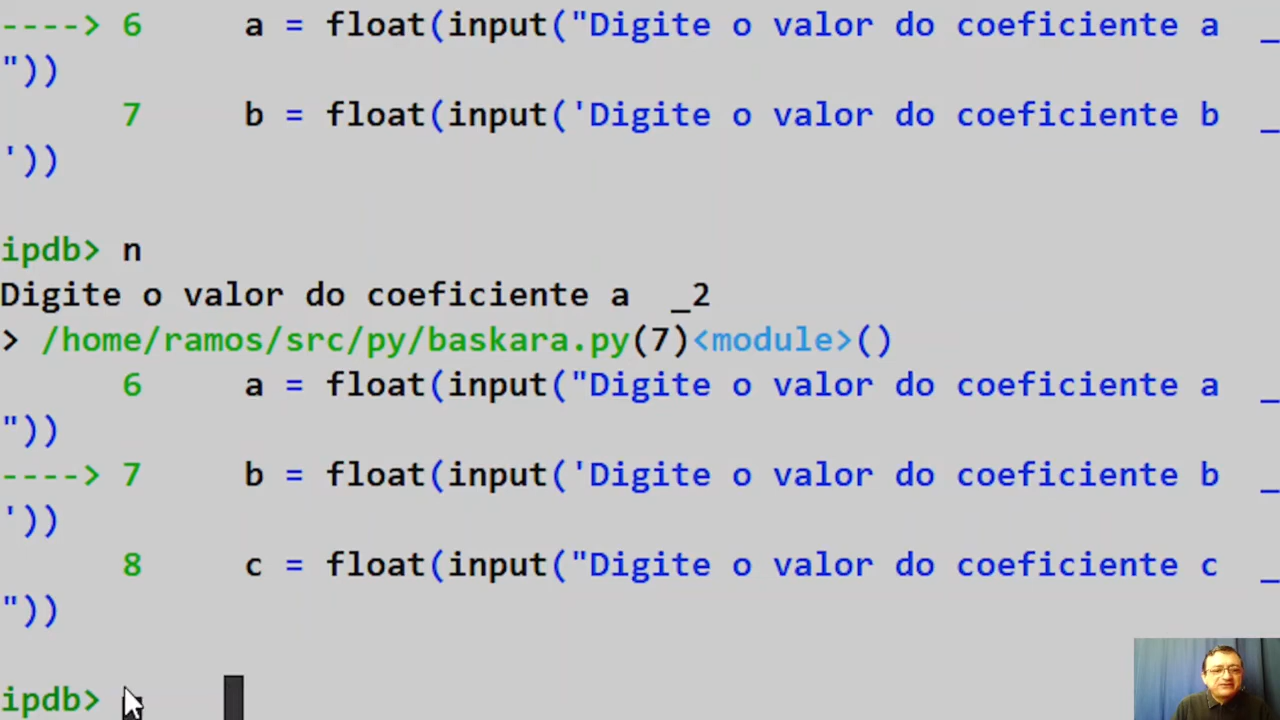 ----> 6     a = float(input("Digite o valor do coeficiente a  _
"))
      7     b = float(input('Digite o valor do coeficiente b  _
'))
ipdb> n
Digite o valor do coeficiente a  _2
> /home/ramos/src/py/baskara.py(7)<module>()
      6     a = float(input("Digite o valor do coeficiente a  _
"))
----> 7     b = float(input('Digite o valor do coeficiente b  _
'))
      8     c = float(input("Digite o valor do coeficiente c  _
"))
ipdb>